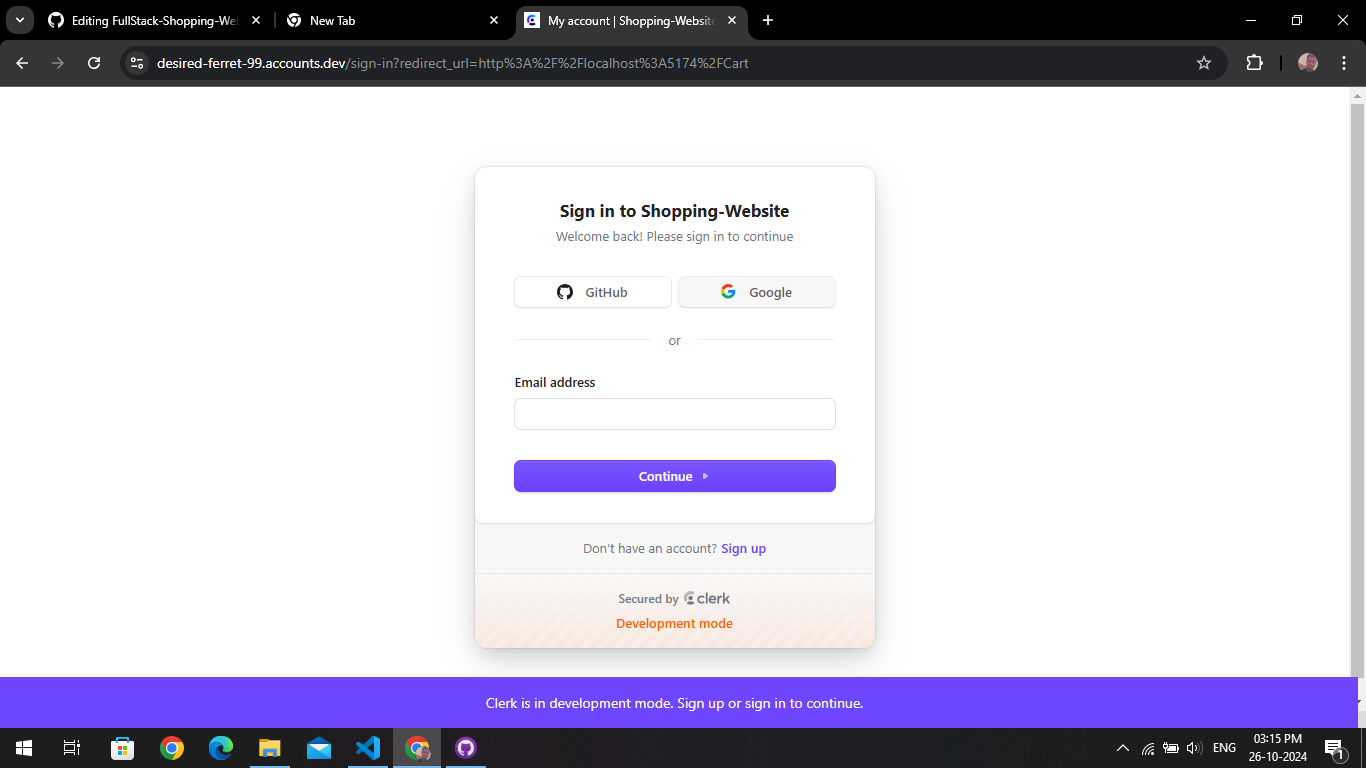 Editing FullStack-Shopping-We
New Tab
My account | Shopping-Website
desired-ferret-99.accounts.dev/sign-in?redirect_url=http%3A%2F%2Flocalhost%3A5174%2FCart
Sign in to Shopping-Website
Welcome back! Please sign in to continue
GitHub
Google
or
Email address
Continue
Don't have an account? Sign up
Secured by clerk
Development mode
Clerk is in development mode. Sign up or sign in to continue.
ENG
03:15 PM
26-10-2024
1